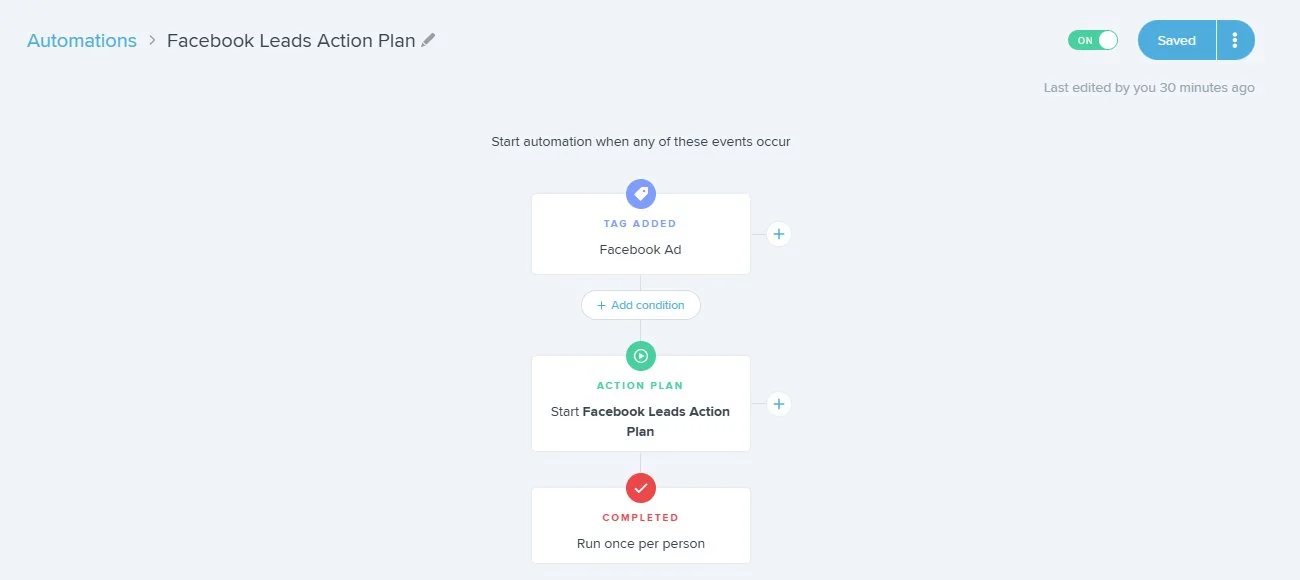 Automations > Facebook Leads Action Plan
ON
Saved
Last edited by you 30 minutes ago
Start automation when any of these events occur
TAG ADDED
Facebook Ad
+ Add condition
ACTION PLAN
Start Facebook Leads Action
Plan
COMPLETED
Run once per person